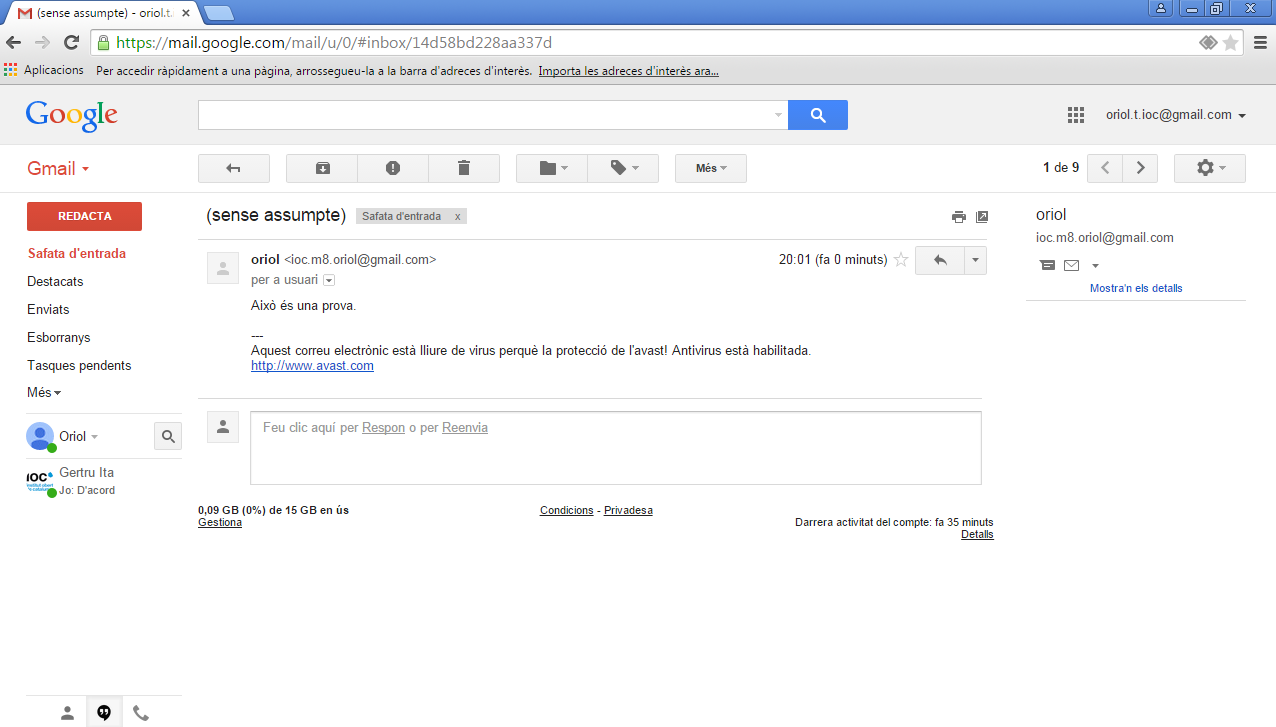 (sense assumpte) - oriol.t.
https://mail.google.com/mail/u/0/#inbox/14d58bd228aa337d
Aplicacions Per accedir ràpidament a una pàgina, arrossegueu-la a la barra d'adreces d'interès. Importa les adreces d'interès ara...
Google
oriol.t.ioc@gmail.com
Gmail
Més
1 de 9
REDACTA
Safata d'entrada
Destacats
Enviats
Esborranys
Tasques pendents
Més
Oriol
IOC
Gertru Ita
Jo: D'acord
(sense assumpte) Safata d'entrada x
oriol <ioc.m8.oriol@gmail.com> 20:01 (fa 0 minuts)
per a usuari
Això és una prova.
---
Aquest correu electrònic està lliure de virus perquè la protecció de l'avast! Antivirus està habilitada.
http://www.avast.com
Feu clic aquí per Respon o per Reenvia
0,09 GB (0%) de 15 GB en ús
Gestiona
Condicions - Privadesa
Darrera activitat del compte: fa 35 minuts
Detalls
oriol
ioc.m8.oriol@gmail.com
Mostra'n els detalls